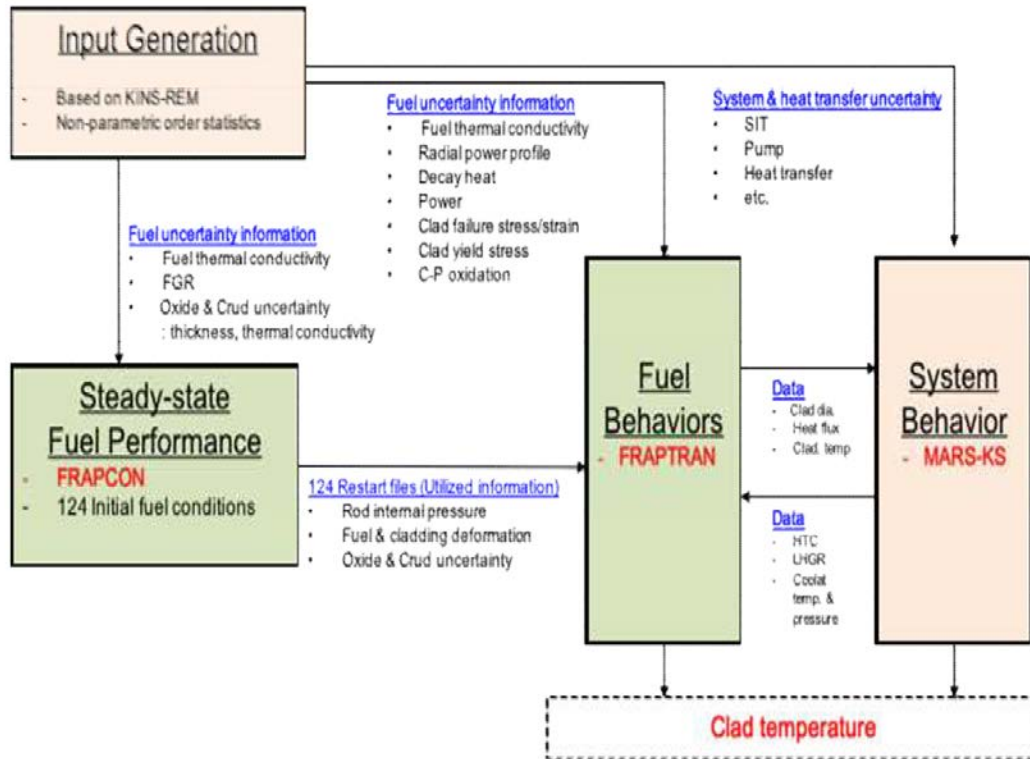 Input Generation
- Based on KINS-REM
- Non-parametric order statistics
Fuel uncertainty information
• Fuel thermal conductivity
• Radial power profile
• Decay heat
• Power
• Clad failure stress/strain
• Clad yield stress
• C-P oxidation
System & heat transfer uncertainty
• SIT
• Pump
• Heat transfer
• etc.
Fuel uncertainty information
• Fuel thermal conductivity
• FGR
• Oxide & Crud uncertainty
: thickness, thermal conductivity
Steady-state
Fuel Performance
- FRAPCON
- 124 Initial fuel conditions
124 Restart files (Utilized information)
• Rod internal pressure
• Fuel & cladding deformation
• Oxide & Crud uncertainty
Fuel
Behaviors
- FRAPTRAN
Data
- Clad dia.
- Heat flux
- Clad. temp
Data
- HTC
- LHGR
- Coolat
temp. &
pressure
System
Behavior
- MARS-KS
Clad temperature